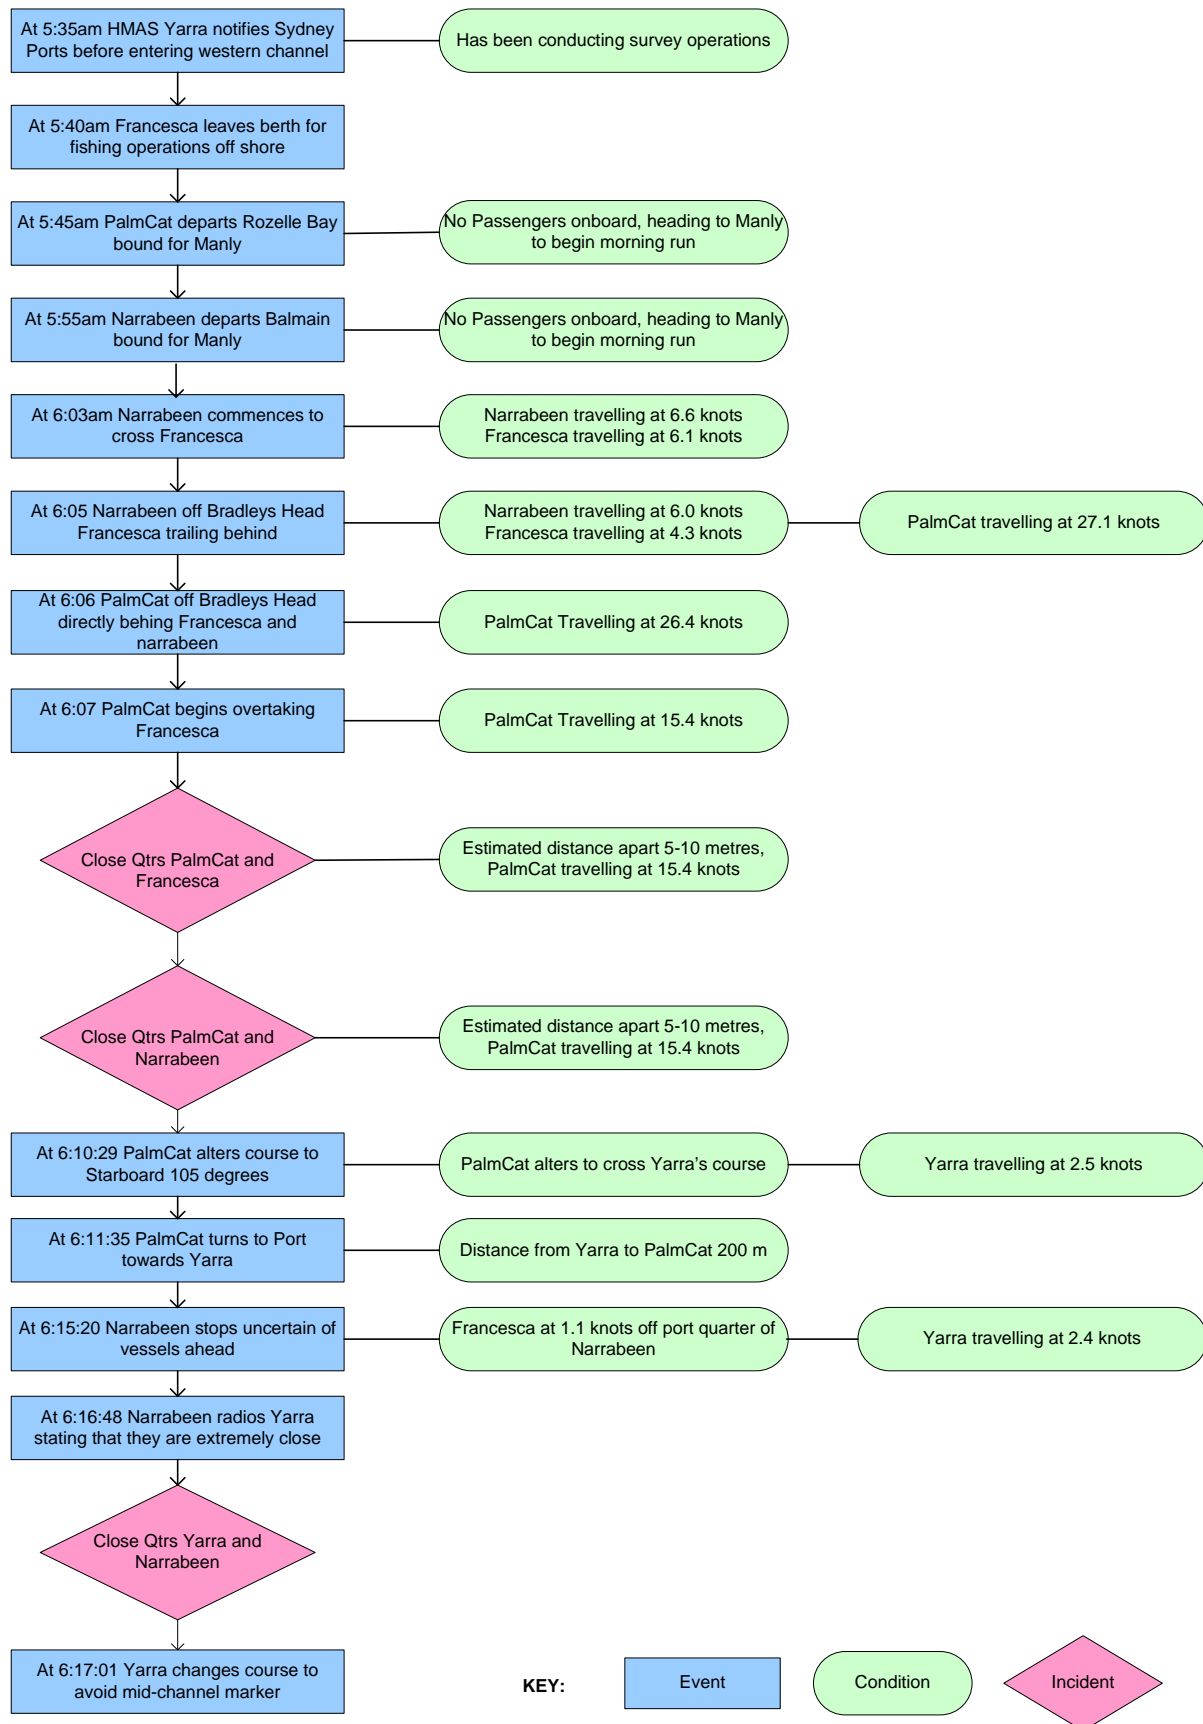 At 5:35am HMAS Yarra notifies Sydney
Ports before entering western channel
Has been conducting survey operations
At 5:40am Francesca leaves berth for
fishing operations off shore
At 5:45am PalmCat departs Rozelle Bay
bound for Manly
No Passengers onboard, heading to Manly
to begin morning run
At 5:55am Narrabeen departs Balmain
bound for Manly
No Passengers onboard, heading to Manly
to begin morning run
At 6:03am Narrabeen commences to
cross Francesca
Narrabeen travelling at 6.6 knots
Francesca travelling at 6.1 knots
At 6:05 Narrabeen off Bradleys Head
Francesca trailing behind
Narrabeen travelling at 6.0 knots
Francesca travelling at 4.3 knots
PalmCat travelling at 27.1 knots
At 6:06 PalmCat off Bradleys Head
directly behing Francesca and
narrabeen
PalmCat Travelling at 26.4 knots
At 6:07 PalmCat begins overtaking
Francesca
PalmCat Travelling at 15.4 knots
Close Qtrs PalmCat and
Francesca
Estimated distance apart 5-10 metres,
PalmCat travelling at 15.4 knots
Close Qtrs PalmCat and
Narrabeen
Estimated distance apart 5-10 metres,
PalmCat travelling at 15.4 knots
At 6:10:29 PalmCat alters course to
Starboard 105 degrees
PalmCat alters to cross Yarra’s course
Yarra travelling at 2.5 knots
At 6:11:35 PalmCat turns to Port
towards Yarra
Distance from Yarra to PalmCat 200 m
At 6:15:20 Narrabeen stops uncertain of
vessels ahead
Francesca at 1.1 knots off port quarter of
Narrabeen
Yarra travelling at 2.4 knots
At 6:16:48 Narrabeen radios Yarra
stating that they are extremely close
Close Qtrs Yarra and
Narrabeen
At 6:17:01 Yarra changes course to
avoid mid-channel marker
KEY:
Event
Condition
Incident